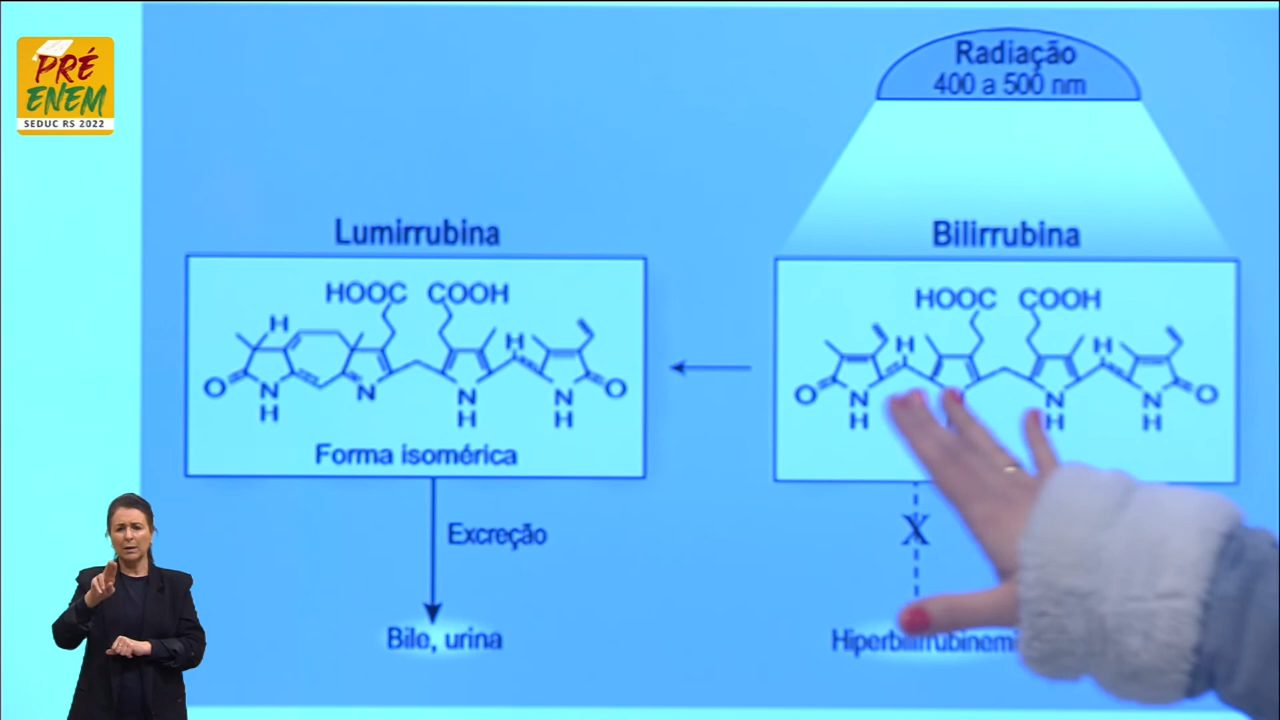 PRÉ
ENEM
SEDUC RS 2022
Radiação
400 a 500 nm
Lumirrubina
Bilirrubina
HOOC COOH
HOOC COOH
H
H
H
H
O
N
N
N
N
O
O
N
N
N
O
H
H
H
H
H
H
Forma isomérica
X
Excreção
Bile, urina